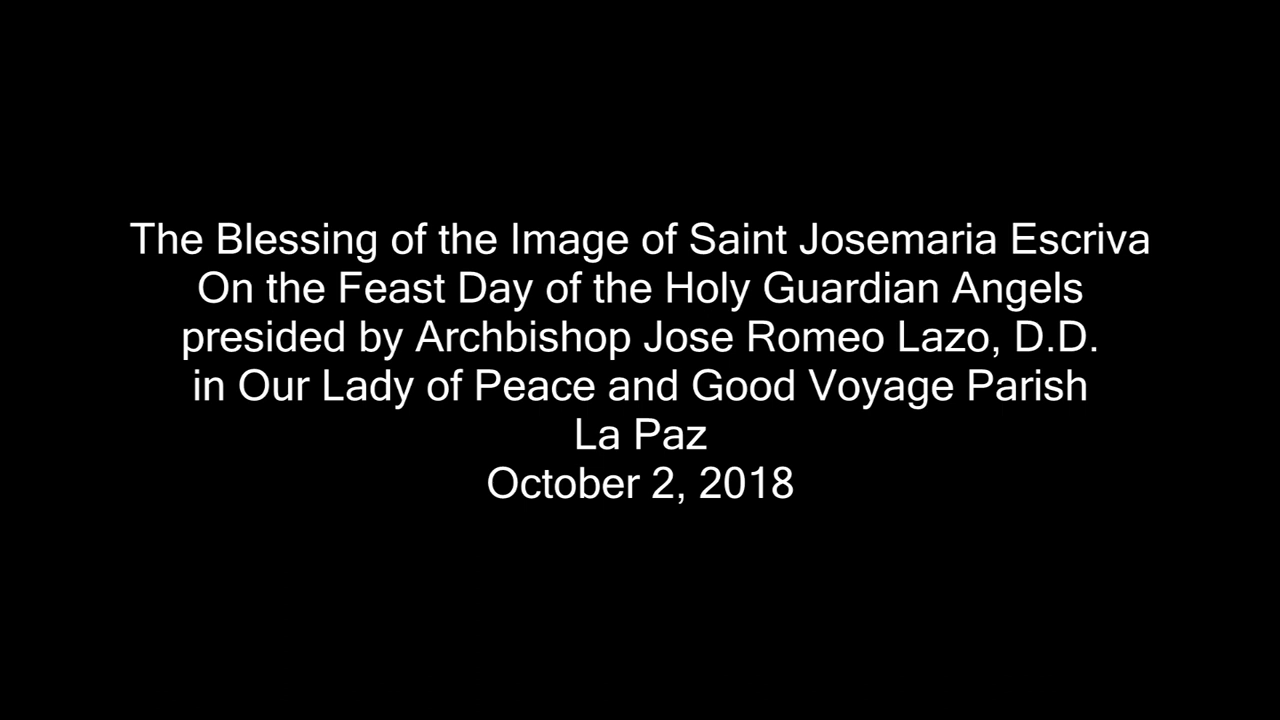 The Blessing of the Image of Saint Josemaria Escriva
On the Feast Day of the Holy Guardian Angels
presided by Archbishop Jose Romeo Lazo, D.D.
in Our Lady of Peace and Good Voyage Parish
La Paz
October 2, 2018